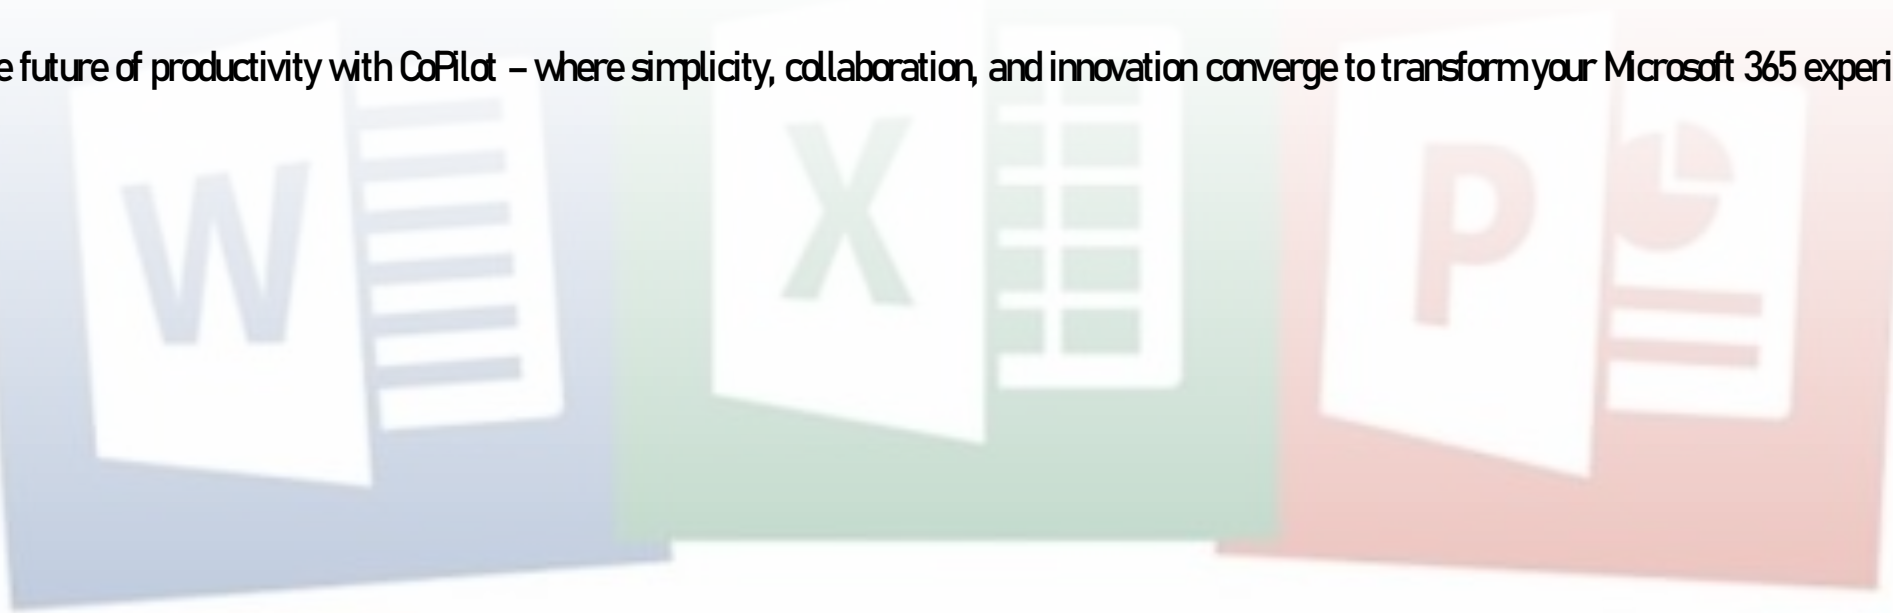 e future of productivity with CoPilot – where simplicity, collaboration, and innovation converge to transform your Microsoft 365 experi
W
X
P